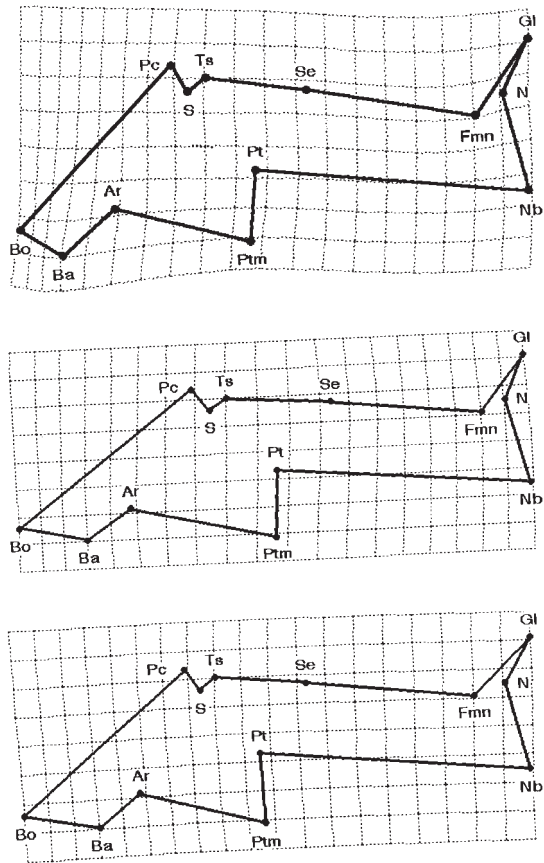 Gl
Pc Ts
Se N
S
Fmn
Pt
Ar
Nb
Bo
Ptm
Ba
Gl
Pc Ts Se
N
S
Fmn
Pt
Ar
Nb
Bo
Ba Ptm
Gl
Pc Ts
Se N
S
Fmn
Pt
Ar
Nb
Bo
Ptm
Ba